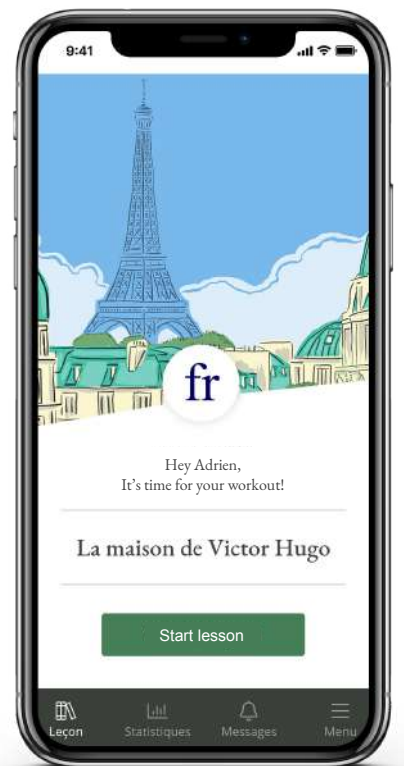 9:41
fr
Hey Adrien,
It's time for your workout!
La maison de Victor Hugo
Start lesson
Leçon Statistiques Messages Menu